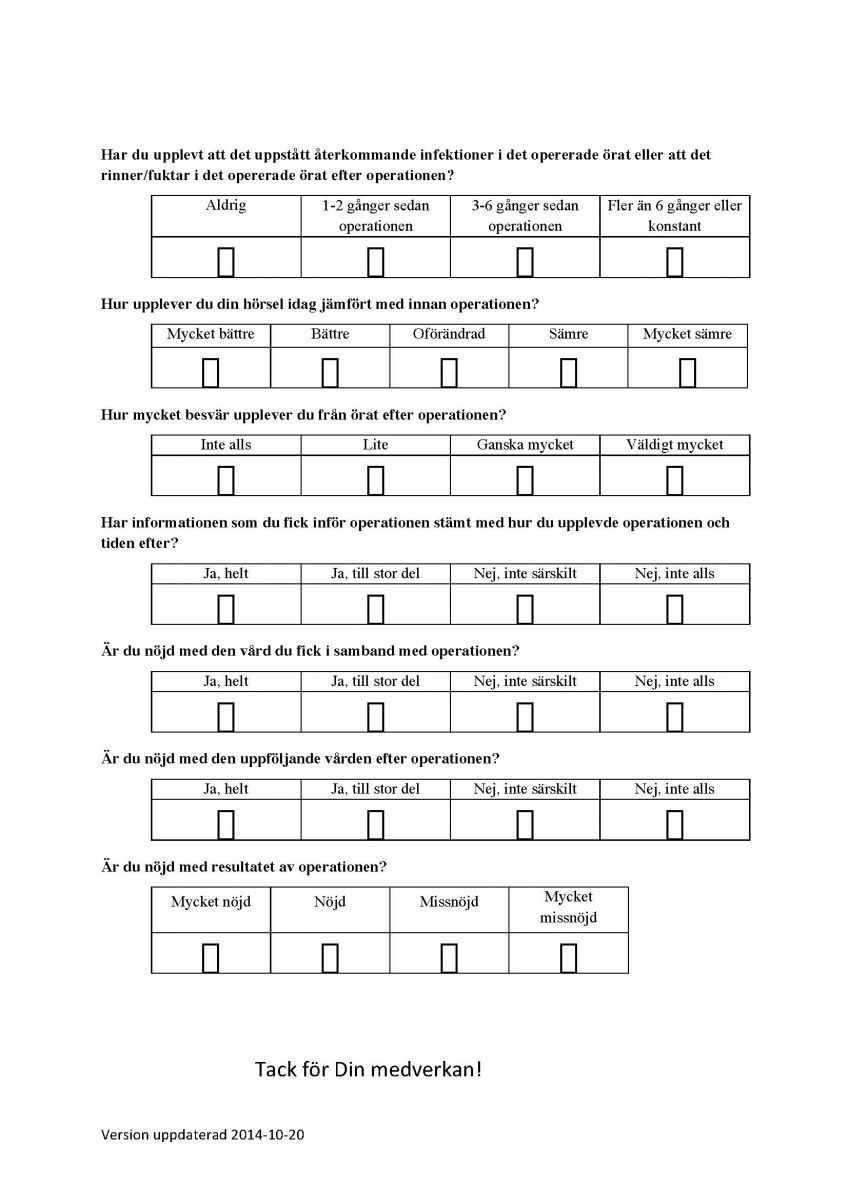 Har du upplevt att det uppstått återkommande infektioner i det opererade örat eller att det
rinner/fuktar i det opererade örat efter operationen?
Aldrig 1-2 gånger sedan operationen 3-6 gånger sedan operationen Fler än 6 gånger eller konstant
Hur upplever du din hörsel idag jämfört med innan operationen?
Mycket bättre Bättre Oförändrad Sämre Mycket sämre
Hur mycket besvär upplever du från örat efter operationen?
Inte alls Lite Ganska mycket Väldigt mycket
Har informationen som du fick inför operationen stämt med hur du upplevde operationen och
tiden efter?
Ja, helt Ja, till stor del Nej, inte särskilt Nej, inte alls
Är du nöjd med den vård du fick i samband med operationen?
Ja, helt Ja, till stor del Nej, inte särskilt Nej, inte alls
Är du nöjd med den uppföljande vården efter operationen?
Ja, helt Ja, till stor del Nej, inte särskilt Nej, inte alls
Är du nöjd med resultatet av operationen?
Mycket nöjd Nöjd Missnöjd Mycket missnöjd
Tack för Din medverkan!
Version uppdaterad 2014-10-20